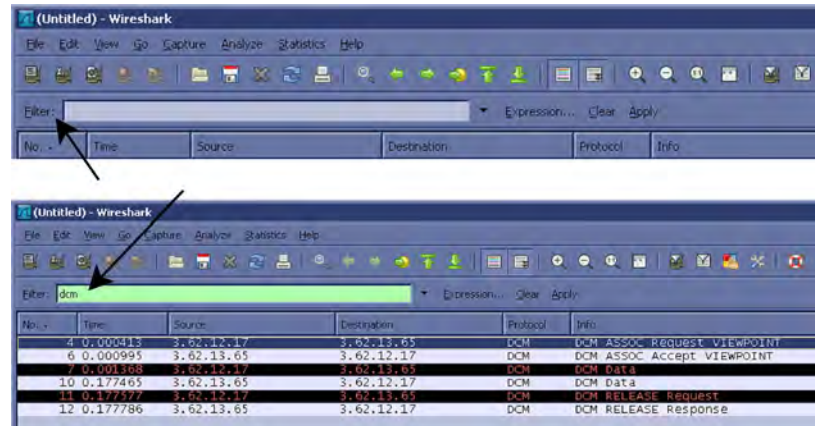 (Untitled) - Wireshark
File Edit View Go Capture Analyze Statistics Help
Filter: Expression... Clear Apply
No. Time Source Destination Protocol Info
(Untitled) - Wireshark
File Edit View Go Capture Analyze Statistics Help
Filter: dcm Expression... Clear Apply
No. Time Source Destination Protocol Info
4 0.000413 3.62.12.17 3.62.13.65 DCM DCM ASSOC Request VIEWPOINT
6 0.000995 3.62.13.65 3.62.12.17 DCM DCM ASSOC Accept VIEWPOINT
7 0.001368 3.62.12.17 3.62.13.65 DCM DCM Data
10 0.177465 3.62.13.65 3.62.12.17 DCM DCM Data
11 0.177577 3.62.12.17 3.62.13.65 DCM DCM RELEASE Request
12 0.177786 3.62.13.65 3.62.12.17 DCM DCM RELEASE Response